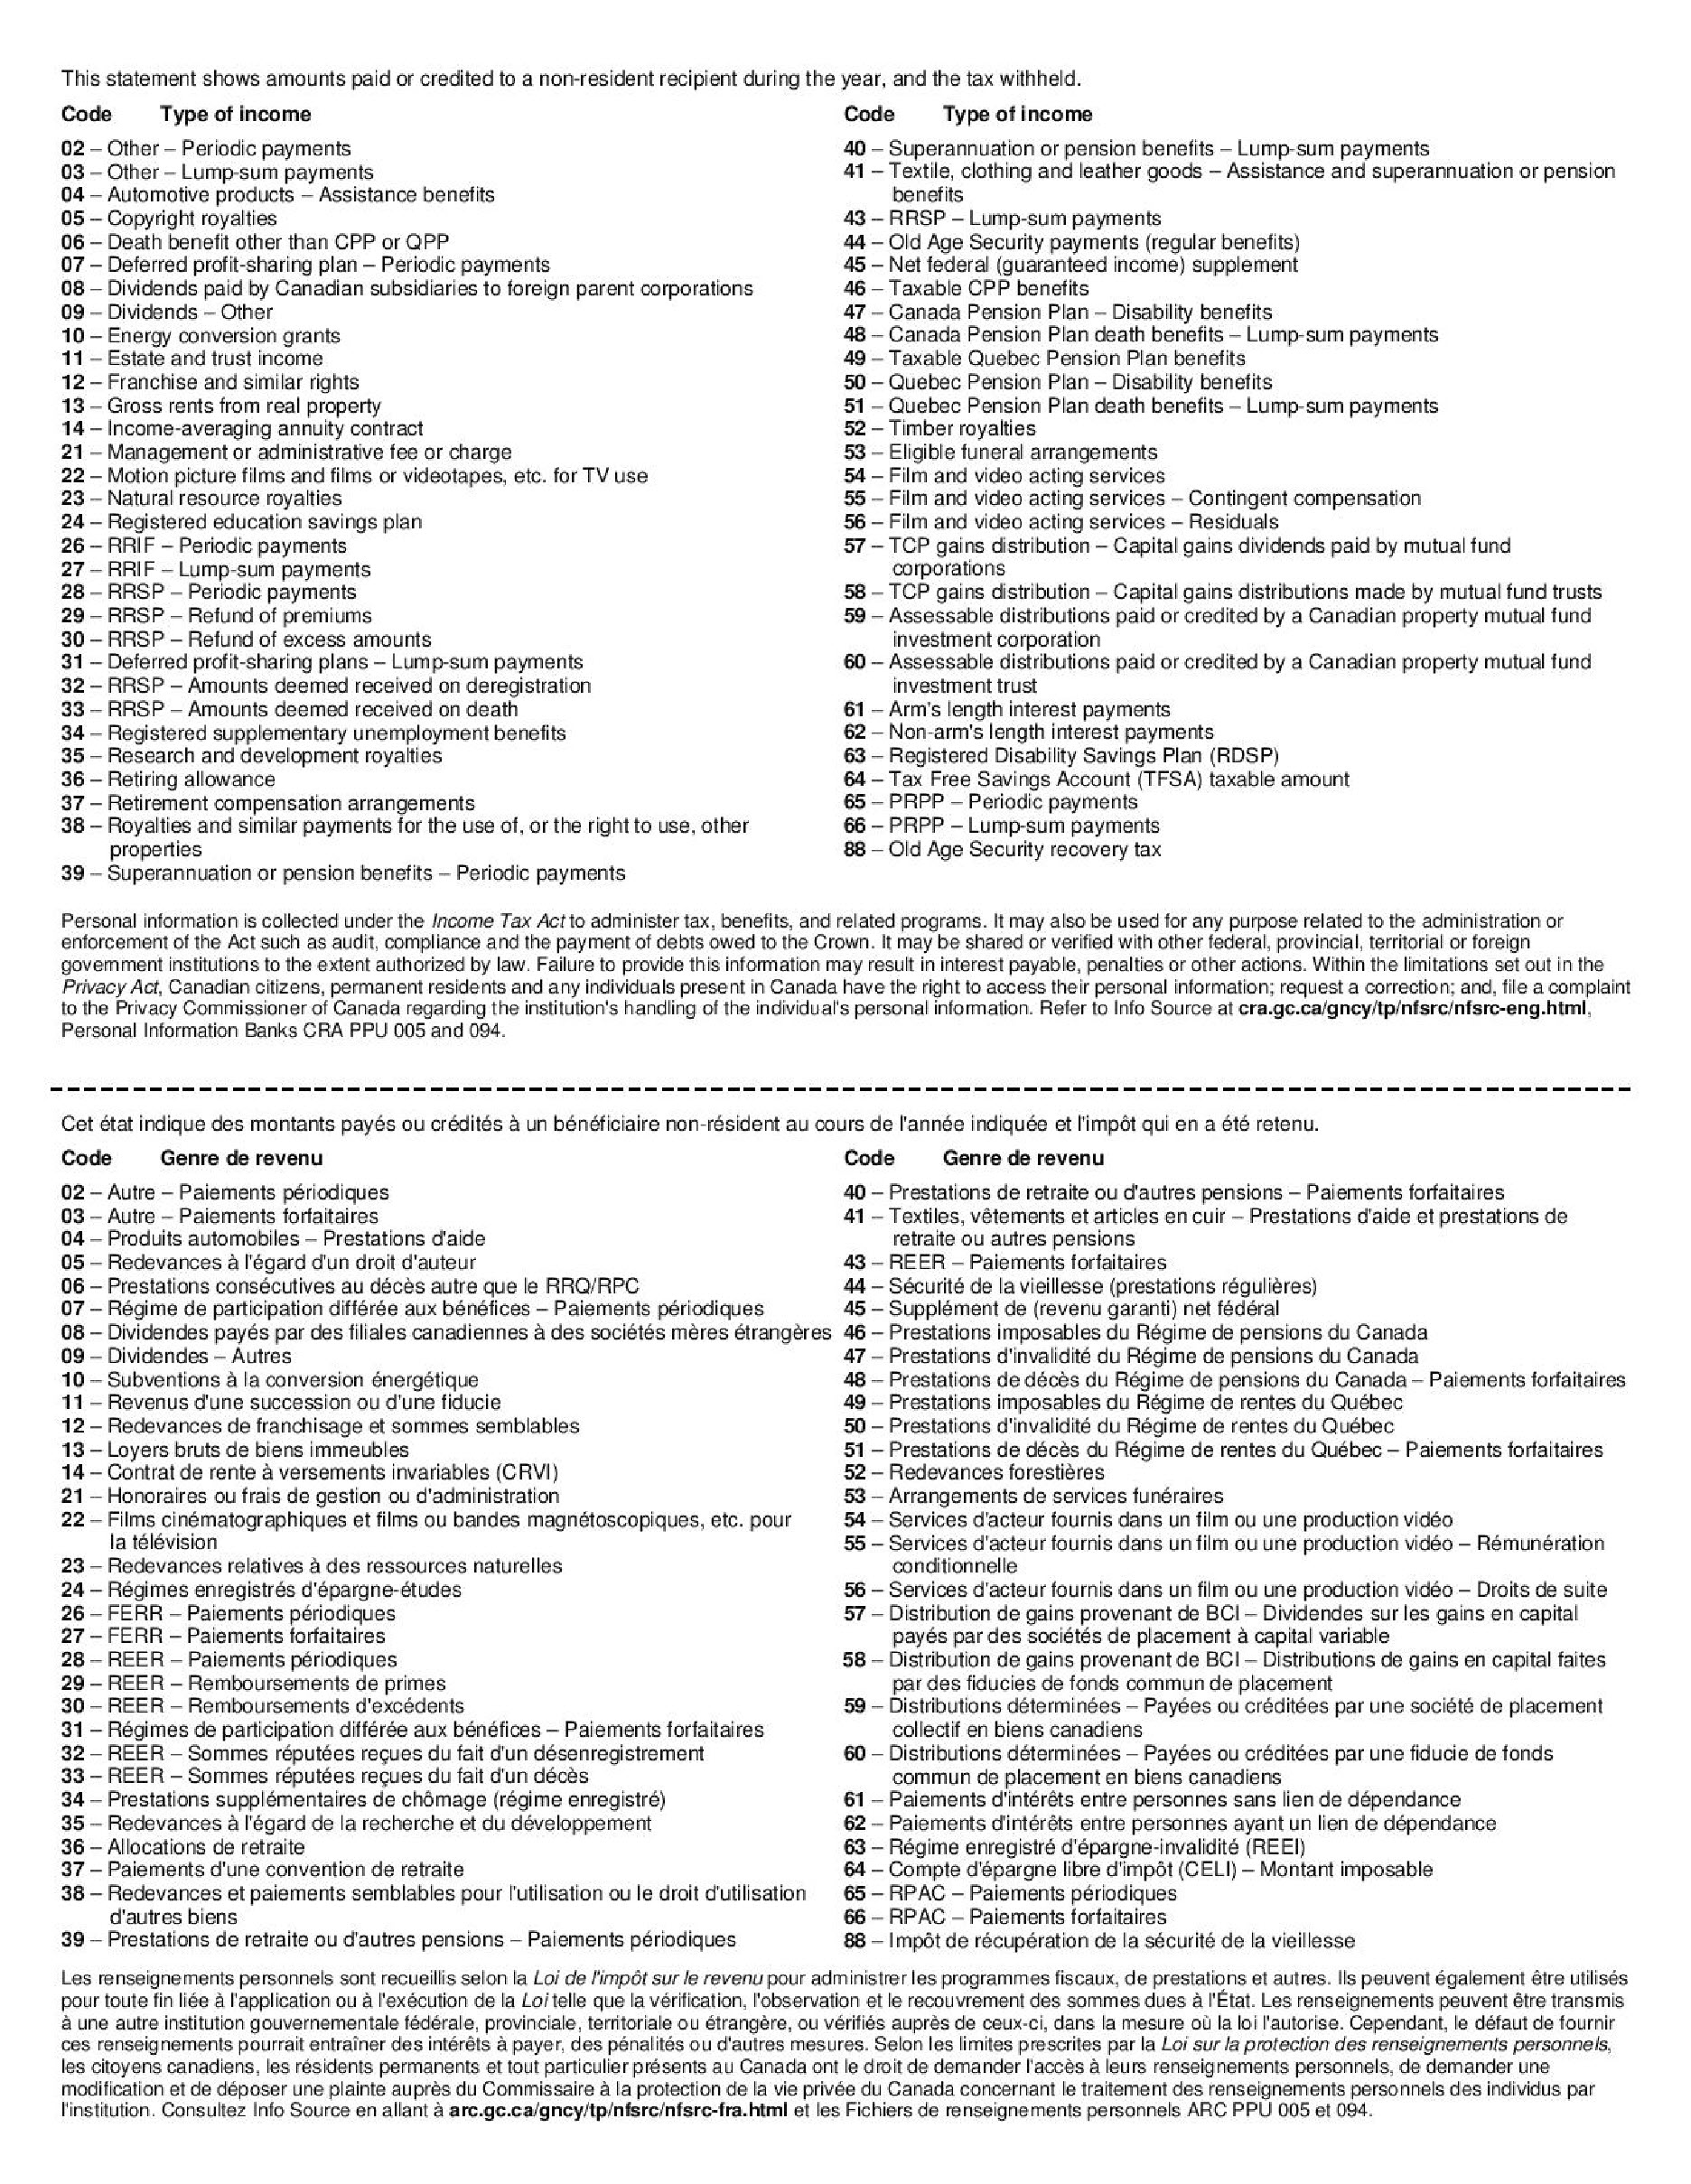 This statement shows amounts paid or credited to a non-resident recipient during the year, and the tax withheld.
Code Type of income
02 – Other – Periodic payments
03 – Other – Lump-sum payments
04 – Automotive products – Assistance benefits
05 – Copyright royalties
06 – Death benefit other than CPP or QPP
07 – Deferred profit-sharing plan – Periodic payments
08 – Dividends paid by Canadian subsidiaries to foreign parent corporations
09 – Dividends – Other
10 – Energy conversion grants
11 – Estate and trust income
12 – Franchise and similar rights
13 – Gross rents from real property
14 – Income-averaging annuity contract
21 – Management or administrative fee or charge
22 – Motion picture films and films or videotapes, etc. for TV use
23 – Natural resource royalties
24 – Registered education savings plan
26 – RRIF – Periodic payments
27 – RRIF – Lump-sum payments
28 – RRSP – Periodic payments
29 – RRSP – Refund of premiums
30 – RRSP – Refund of excess amounts
31 – Deferred profit-sharing plans – Lump-sum payments
32 – RRSP – Amounts deemed received on deregistration
33 – RRSP – Amounts deemed received on death
34 – Registered supplementary unemployment benefits
35 – Research and development royalties
36 – Retiring allowance
37 – Retirement compensation arrangements
38 – Royalties and similar payments for the use of, or the right to use, other
properties
39 – Superannuation or pension benefits – Periodic payments
Code Type of income
40 – Superannuation or pension benefits – Lump-sum payments
41 – Textile, clothing and leather goods – Assistance and superannuation or pension
benefits
43 – RRSP – Lump-sum payments
44 – Old Age Security payments (regular benefits)
45 – Net federal (guaranteed income) supplement
46 – Taxable CPP benefits
47 – Canada Pension Plan – Disability benefits
48 – Canada Pension Plan death benefits – Lump-sum payments
49 – Taxable Quebec Pension Plan benefits
50 – Quebec Pension Plan – Disability benefits
51 – Quebec Pension Plan death benefits – Lump-sum payments
52 – Timber royalties
53 – Eligible funeral arrangements
54 – Film and video acting services
55 – Film and video acting services – Contingent compensation
56 – Film and video acting services – Residuals
57 – TCP gains distribution – Capital gains dividends paid by mutual fund
corporations
58 – TCP gains distribution – Capital gains distributions made by mutual fund trusts
59 – Assessable distributions paid or credited by a Canadian property mutual fund
investment corporation
60 – Assessable distributions paid or credited by a Canadian property mutual fund
investment trust
61 – Arm's length interest payments
62 – Non-arm's length interest payments
63 – Registered Disability Savings Plan (RDSP)
64 – Tax Free Savings Account (TFSA) taxable amount
65 – PRPP – Periodic payments
66 – PRPP – Lump-sum payments
88 – Old Age Security recovery tax
Personal information is collected under the Income Tax Act to administer tax, benefits, and related programs. It may also be used for any purpose related to the administration or
enforcement of the Act such as audit, compliance and the payment of debts owed to the Crown. It may be shared or verified with other federal, provincial, territorial or foreign
government institutions to the extent authorized by law. Failure to provide this information may result in interest payable, penalties or other actions. Within the limitations set out in the
Privacy Act, Canadian citizens, permanent residents and any individuals present in Canada have the right to access their personal information; request a correction; and, file a complaint
to the Privacy Commissioner of Canada regarding the institution's handling of the individual's personal information. Refer to Info Source at cra.gc.ca/gncy/tp/nfsrc/nfsrc-eng.html,
Personal Information Banks CRA PPU 005 and 094.
Cet état indique des montants payés ou crédités à un bénéficiaire non-résident au cours de l'année indiquée et l'impôt qui en a été retenu.
Code Genre de revenu
02 – Autre – Paiements périodiques
03 – Autre – Paiements forfaitaires
04 – Produits automobiles – Prestations d'aide
05 – Redevances à l'égard d'un droit d'auteur
06 – Prestations consécutives au décès autre que le RRQ/RPC
07 – Régime de participation différée aux bénéfices – Paiements périodiques
08 – Dividendes payés par des filiales canadiennes à des sociétés mères étrangères
09 – Dividendes – Autres
10 – Subventions à la conversion énergétique
11 – Revenus d'une succession ou d'une fiducie
12 – Redevances de franchisage et sommes semblables
13 – Loyers bruts de biens immeubles
14 – Contrat de rente à versements invariables (CRVI)
21 – Honoraires ou frais de gestion ou d'administration
22 – Films cinématographiques et films ou bandes magnétoscopiques, etc. pour
la télévision
23 – Redevances relatives à des ressources naturelles
24 – Régimes enregistrés d'épargne-études
26 – FERR – Paiements périodiques
27 – FERR – Paiements forfaitaires
28 – REER – Paiements périodiques
29 – REER – Remboursements de primes
30 – REER – Remboursements d'excédents
31 – Régimes de participation différée aux bénéfices – Paiements forfaitaires
32 – REER – Sommes réputées reçues du fait d'un désenregistrement
33 – REER – Sommes réputées reçues du fait d'un décès
34 – Prestations supplémentaires de chômage (régime enregistré)
35 – Redevances à l'égard de la recherche et du développement
36 – Allocations de retraite
37 – Paiements d'une convention de retraite
38 – Redevances et paiements semblables pour l'utilisation ou le droit d'utilisation
d'autres biens
39 – Prestations de retraite ou d'autres pensions – Paiements périodiques
Code Genre de revenu
40 – Prestations de retraite ou d'autres pensions – Paiements forfaitaires
41 – Textiles, vêtements et articles en cuir – Prestations d'aide et prestations de
retraite ou autres pensions
43 – REER – Paiements forfaitaires
44 – Sécurité de la vieillesse (prestations régulières)
45 – Supplément de (revenu garanti) net fédéral
46 – Prestations imposables du Régime de pensions du Canada
47 – Prestations d'invalidité du Régime de pensions du Canada
48 – Prestations de décès du Régime de pensions du Canada – Paiements forfaitaires
49 – Prestations imposables du Régime de rentes du Québec
50 – Prestations d'invalidité du Régime de rentes du Québec
51 – Prestations de décès du Régime de rentes du Québec – Paiements forfaitaires
52 – Redevances forestières
53 – Arrangements de services funéraires
54 – Services d'acteur fournis dans un film ou une production vidéo
55 – Services d'acteur fournis dans un film ou une production vidéo – Rémunération
conditionnelle
56 – Services d'acteur fournis dans un film ou une production vidéo – Droits de suite
57 – Distribution de gains provenant de BCI – Dividendes sur les gains en capital
payés par des sociétés de placement à capital variable
58 – Distribution de gains provenant de BCI – Distributions de gains en capital faites
par des fiducies de fonds commun de placement
59 – Distributions déterminées – Payées ou créditées par une société de placement
collectif en biens canadiens
60 – Distributions déterminées – Payées ou créditées par une fiducie de fonds
commun de placement en biens canadiens
61 – Paiements d'intérêts entre personnes sans lien de dépendance
62 – Paiements d'intérêts entre personnes ayant un lien de dépendance
63 – Régime enregistré d'épargne-invalidité (REEI)
64 – Compte d'épargne libre d'impôt (CELI) – Montant imposable
65 – RPAC – Paiements périodiques
66 – RPAC – Paiements forfaitaires
88 – Impôt de récupération de la sécurité de la vieillesse
Les renseignements personnels sont recueillis selon la Loi de l'impôt sur le revenu pour administrer les programmes fiscaux, de prestations et autres. Ils peuvent également être utilisés
pour toute fin liée à l'application ou à l'exécution de la Loi telle que la vérification, l'observation et le recouvrement des sommes dues à l'État. Les renseignements peuvent être transmis
à une autre institution gouvernementale fédérale, provinciale, territoriale ou étrangère, ou vérifiés auprès de ceux-ci, dans la mesure où la loi l'autorise. Cependant, le défaut de fournir
ces renseignements pourrait entraîner des intérêts à payer, des pénalités ou d'autres mesures. Selon les limites prescrites par la Loi sur la protection des renseignements personnels,
les citoyens canadiens, les résidents permanents et tout particulier présents au Canada ont le droit de demander l'accès à leurs renseignements personnels, de demander une
modification et de déposer une plainte auprès du Commissaire à la protection de la vie privée du Canada concernant le traitement des renseignements personnels des individus par
l'institution. Consultez Info Source en allant à arc.gc.ca/gncy/tp/nfsrc/nfsrc-fra.html et les Fichiers de renseignements personnels ARC PPU 005 et 094.